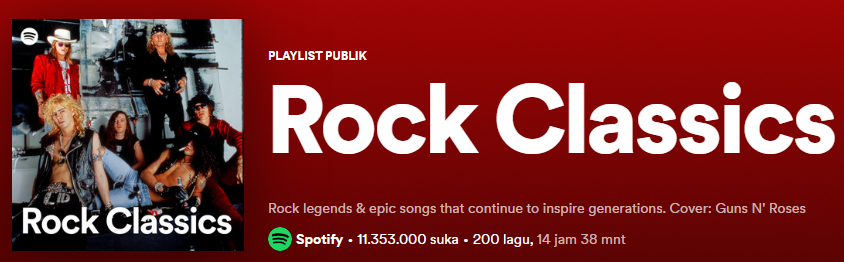 PLAYLIST PUBLIK
Rock Classics
Rock legends & epic songs that continue to inspire generations. Cover: Guns N' Roses
Spotify • 11.353.000 suka • 200 lagu, 14 jam 38 mnt
Rock Classics